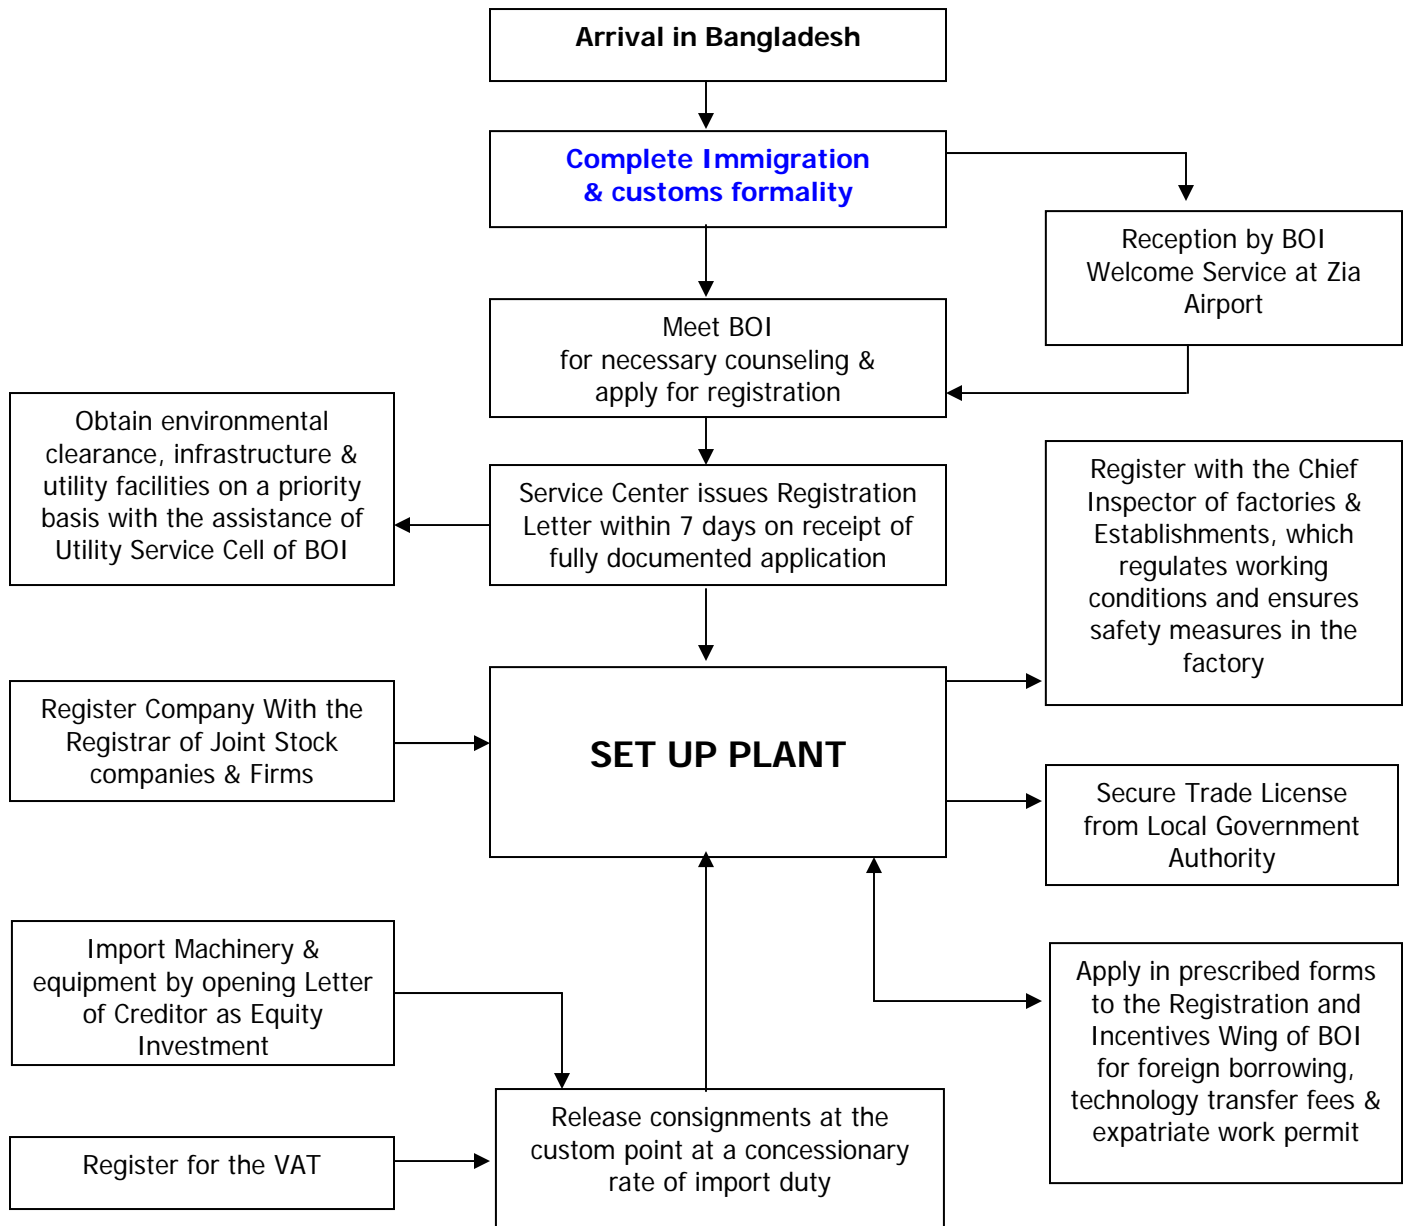 Arrival in Bangladesh
Complete Immigration
& customs formality
Reception by BOI
Welcome Service at Zia
Airport
Meet BOI
for necessary counseling &
apply for registration
Obtain environmental
clearance, infrastructure &
utility facilities on a priority
basis with the assistance of
Utility Service Cell of BOI
Service Center issues Registration
Letter within 7 days on receipt of
fully documented application
Register with the Chief
Inspector of factories &
Establishments, which
regulates working
conditions and ensures
safety measures in the
factory
Register Company With the
Registrar of Joint Stock
companies & Firms
SET UP PLANT
Secure Trade License
from Local Government
Authority
Import Machinery &
equipment by opening Letter
of Creditor as Equity
Investment
Apply in prescribed forms
to the Registration and
Incentives Wing of BOI
for foreign borrowing,
technology transfer fees &
expatriate work permit
Register for the VAT
Release consignments at the
custom point at a concessionary
rate of import duty